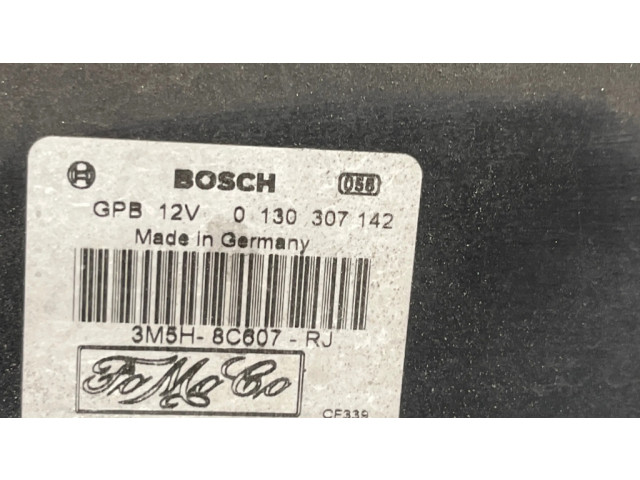 BOSCH 056
GPB 12V 0 130 307 142
Made in Germany
3M5H-8C607-RJ
FoMoCo
CF339